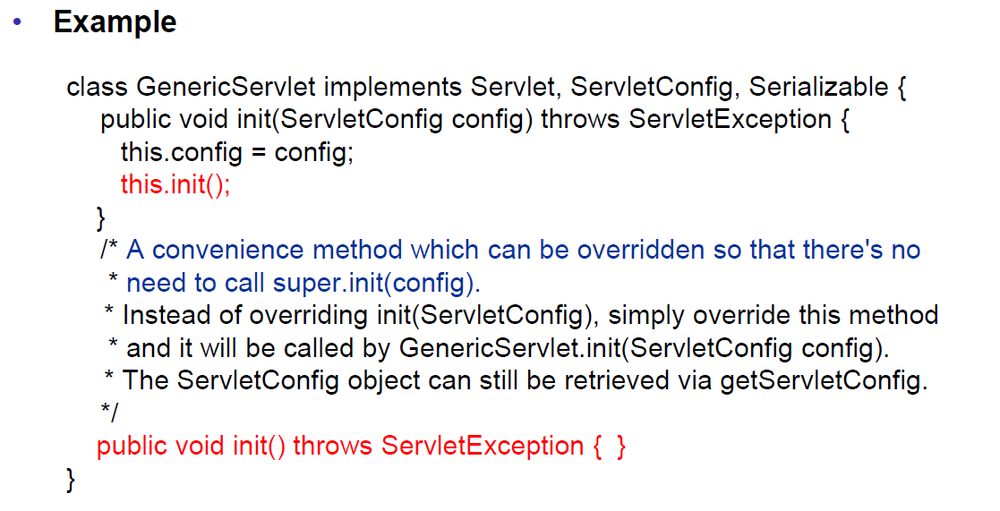 • Example
class GenericServlet implements Servlet, ServletConfig, Serializable {
public void init(ServletConfig config) throws ServletException {
this.config = config;
this.init();
}
/* A convenience method which can be overridden so that there's no
* need to call super.init(config).
* Instead of overriding init(ServletConfig), simply override this method
* and it will be called by GenericServlet.init(ServletConfig config).
* The ServletConfig object can still be retrieved via getServletConfig.
*/
public void init() throws ServletException { }
}